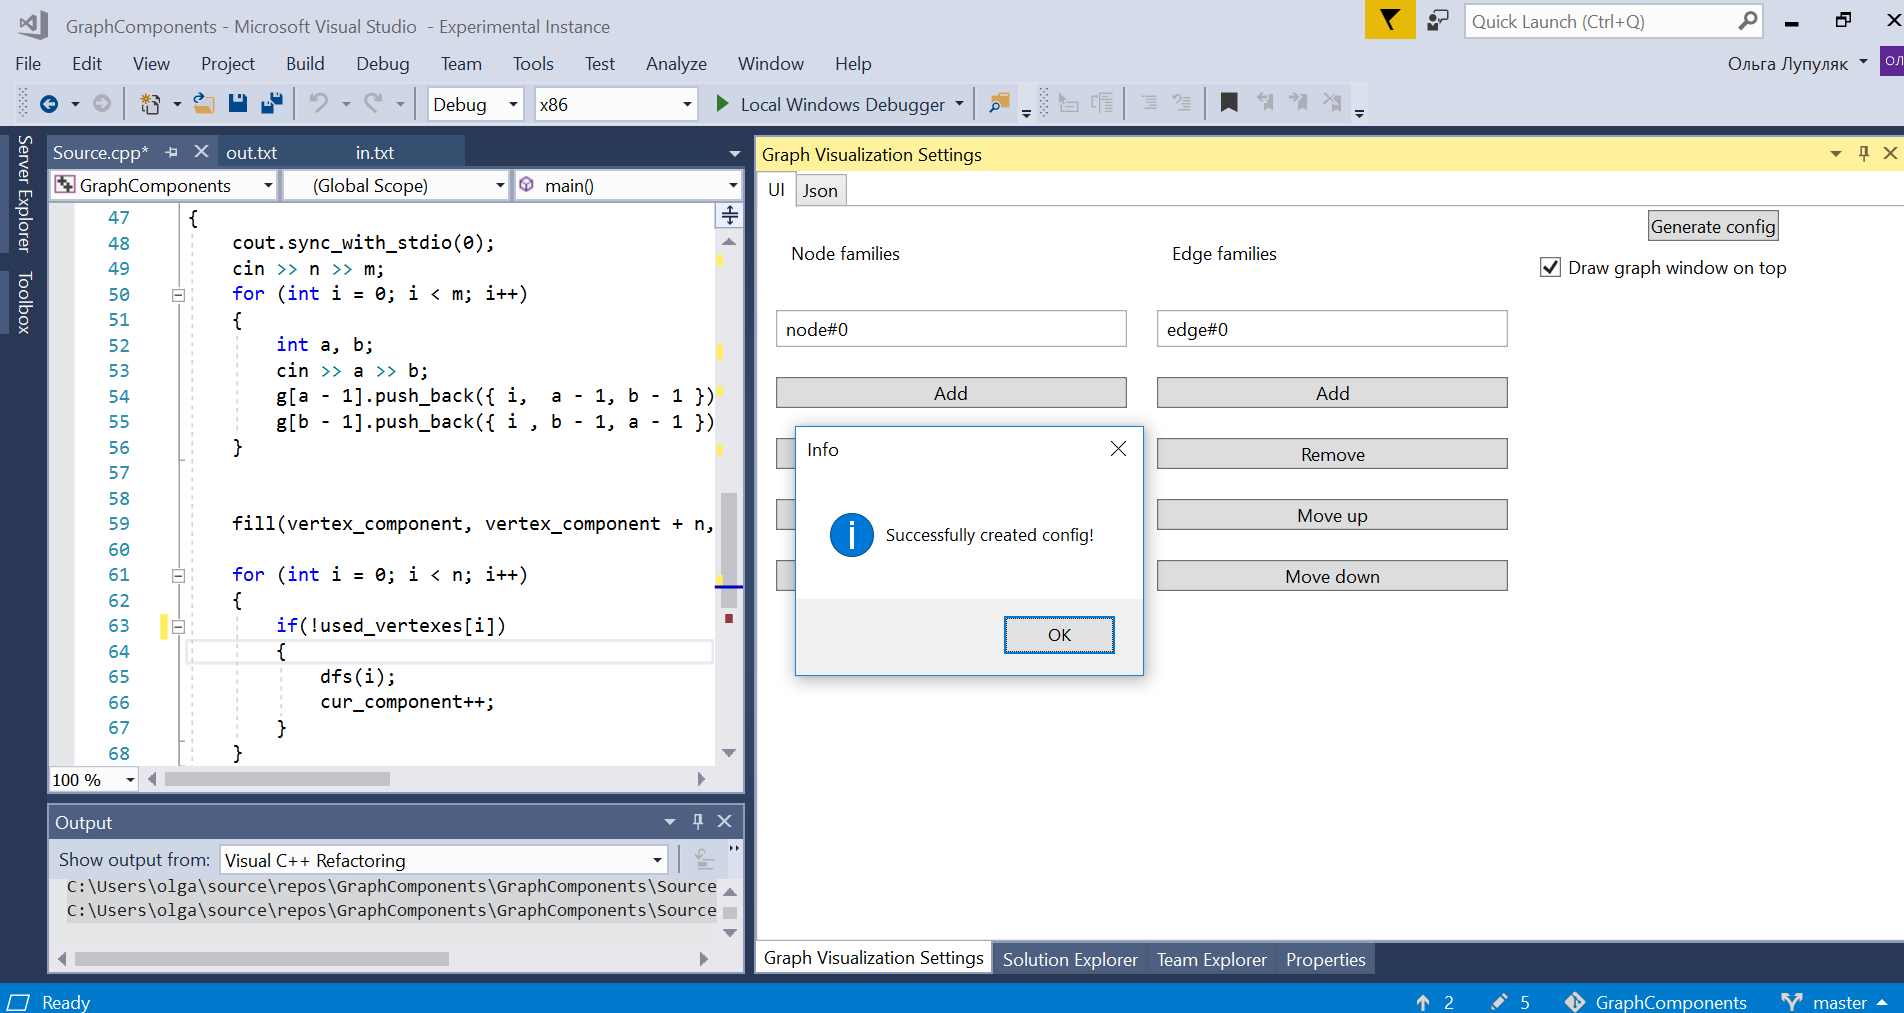 GraphComponents - Microsoft Visual Studio - Experimental Instance
Quick Launch (Ctrl+Q)
File Edit View Project Build Debug Team Tools Test Analyze Window Help
Ольга Лупуляк
ОЛ
Debug x86 Local Windows Debugger
Server Explorer
Toolbox
Source.cpp* out.txt in.txt
GraphComponents (Global Scope) main()
47 {
48 cout.sync_with_stdio(0);
49 cin >> n >> m;
50 for (int i = 0; i < m; i++)
51 {
52 int a, b;
53 cin >> a >> b;
54 g[a - 1].push_back({ i, a - 1, b - 1 })
55 g[b - 1].push_back({ i , b - 1, a - 1 })
56 }
57
58
59 fill(vertex_component, vertex_component + n,
60
61 for (int i = 0; i < n; i++)
62 {
63 if(!used_vertexes[i])
64 {
65 dfs(i);
66 cur_component++;
67 }
68 }
100 %
Output
Show output from: Visual C++ Refactoring
C:\Users\olga\source\repos\GraphComponents\GraphComponents\Source
C:\Users\olga\source\repos\GraphComponents\GraphComponents\Source
Graph Visualization Settings
UI Json
Generate config
Draw graph window on top
Node families Edge families
node#0 edge#0
Add Add
Remove
Move up
Move down
Info
Successfully created config!
OK
Graph Visualization Settings Solution Explorer Team Explorer Properties
Ready
2 5 GraphComponents master